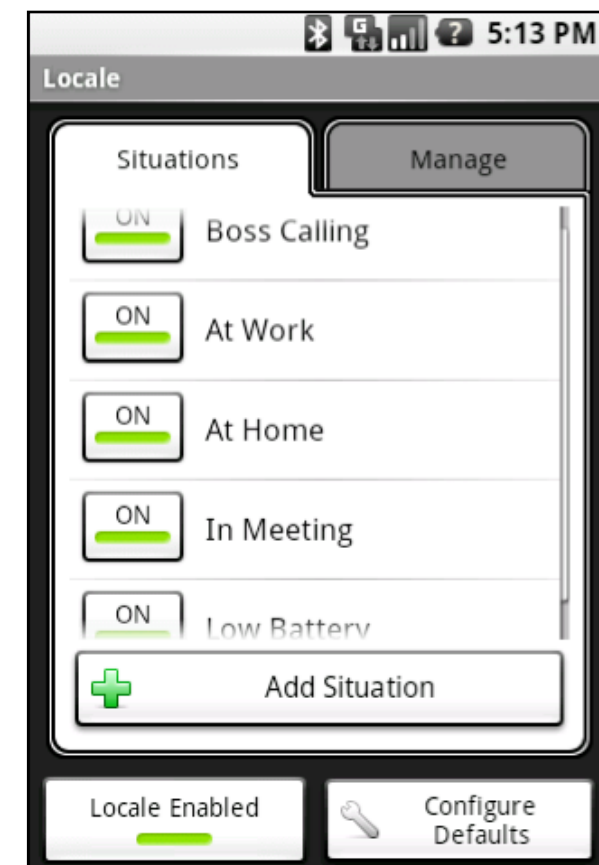 G ? 5:13 PM
Locale
Situations Manage
ON Boss Calling
ON At Work
ON At Home
ON In Meeting
ON Low Battery
Add Situation
Locale Enabled
Configure
Defaults